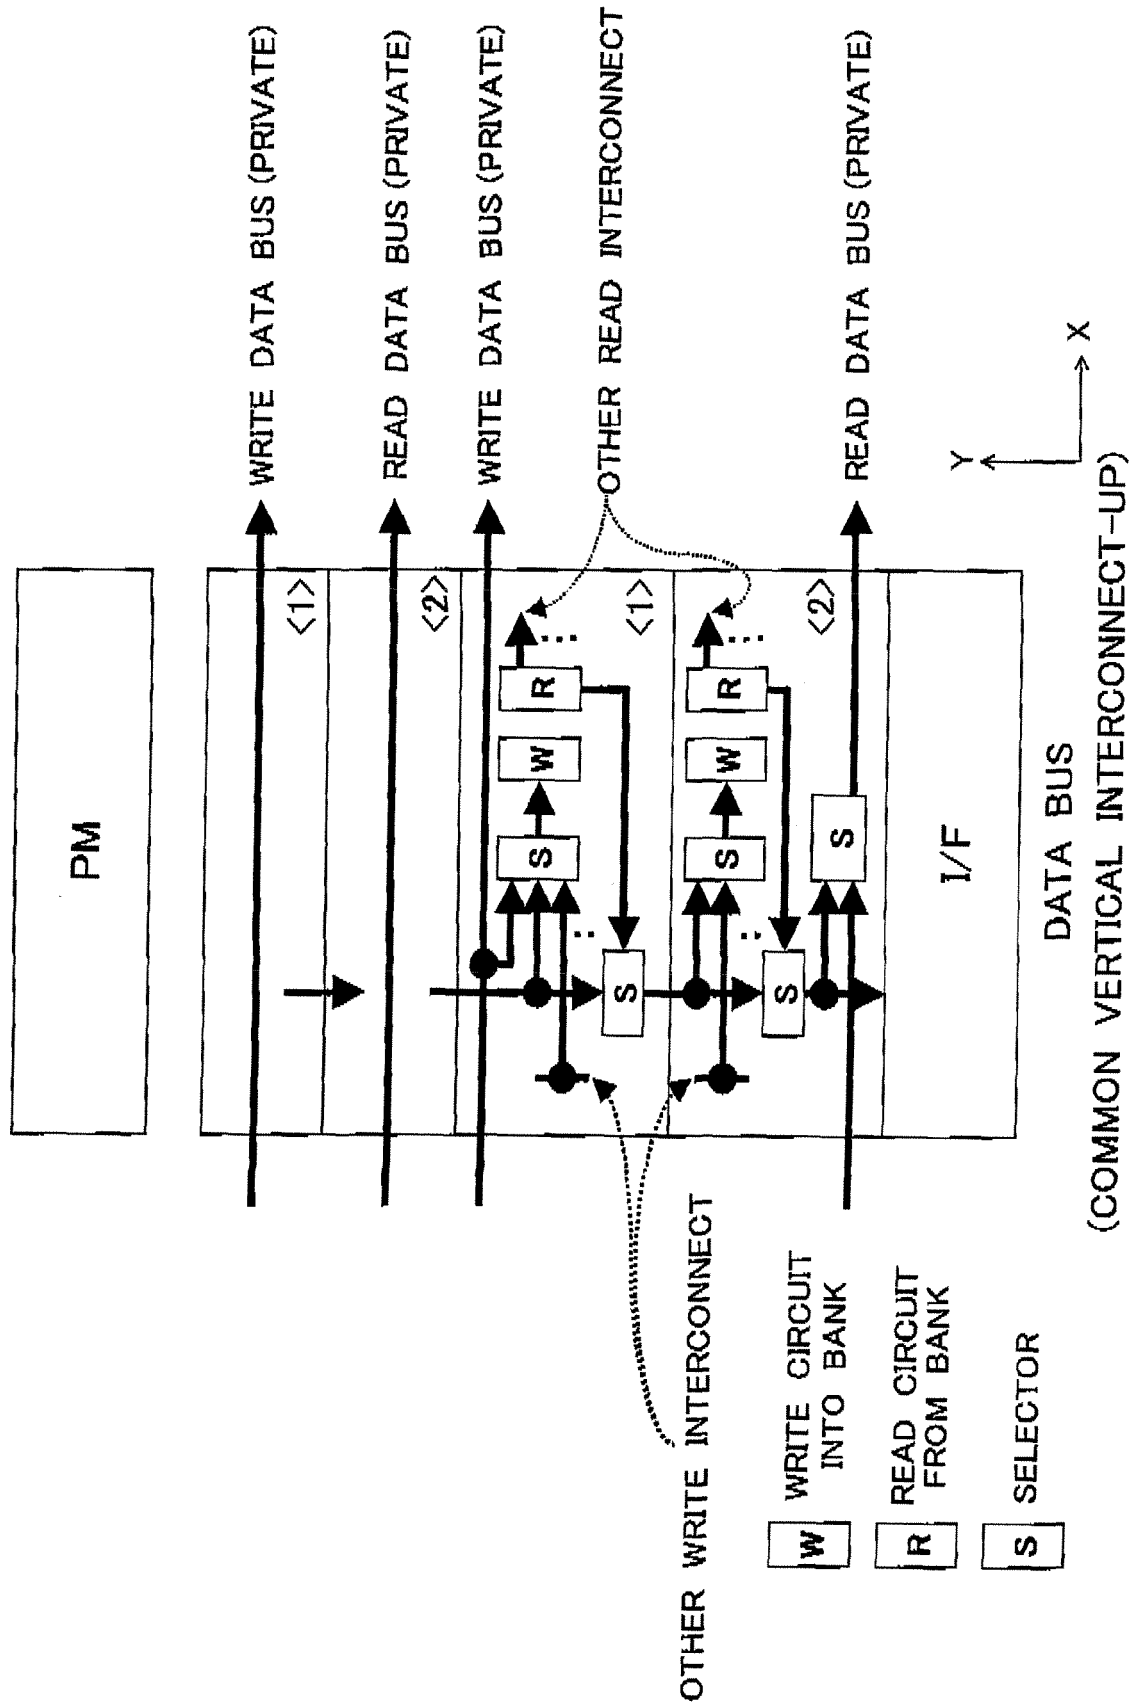 WRITE DATA BUS (PRIVATE)
READ DATA BUS (PRIVATE)
WRITE DATA BUS (PRIVATE)
OTHER READ INTERCONNECT
READ DATA BUS (PRIVATE)
PM
<1>
<2>
<1>
<2>
R
W
S
S
R
W
S
S
S
I/F
Y
X
DATA BUS
(COMMON VERTICAL INTERCONNECT-UP)
OTHER WRITE INTERCONNECT
W WRITE CIRCUIT
INTO BANK
R READ CIRCUIT
FROM BANK
S SELECTOR